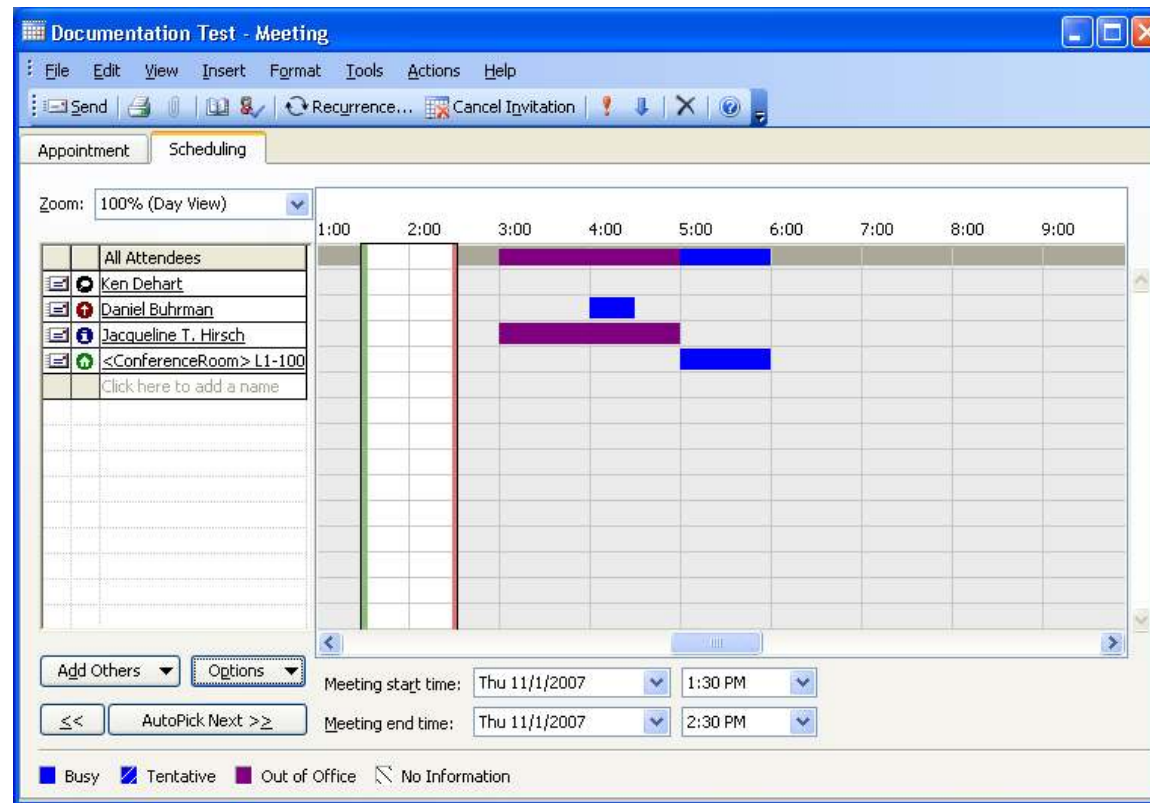 Documentation Test - Meeting
File Edit View Insert Format Tools Actions Help
Send Recurrence... Cancel Invitation
Appointment Scheduling
Zoom: 100% (Day View)
1:00 2:00 3:00 4:00 5:00 6:00 7:00 8:00 9:00
All Attendees
Ken Dehart
Daniel Buhrman
Jacqueline T. Hirsch
<ConferenceRoom> L1-100
Click here to add a name
Add Others Options Meeting start time: Thu 11/1/2007 1:30 PM
<< AutoPick Next >> Meeting end time: Thu 11/1/2007 2:30 PM
Busy Tentative Out of Office No Information